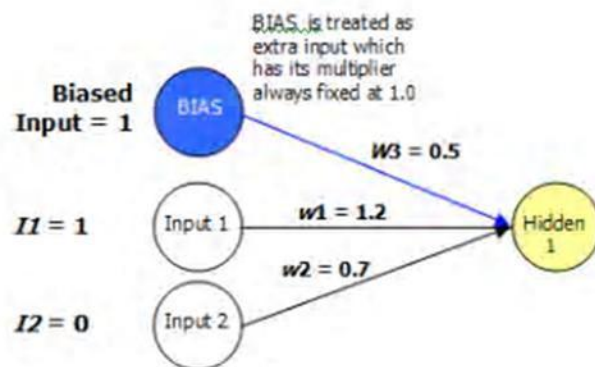 BIAS is treated as
extra input which
has its multiplier
always fixed at 1.0
Biased
Input = 1
BIAS
W3 = 0.5
I1 = 1
Input 1
w1 = 1.2
Hidden
1
w2 = 0.7
I2 = 0
Input 2